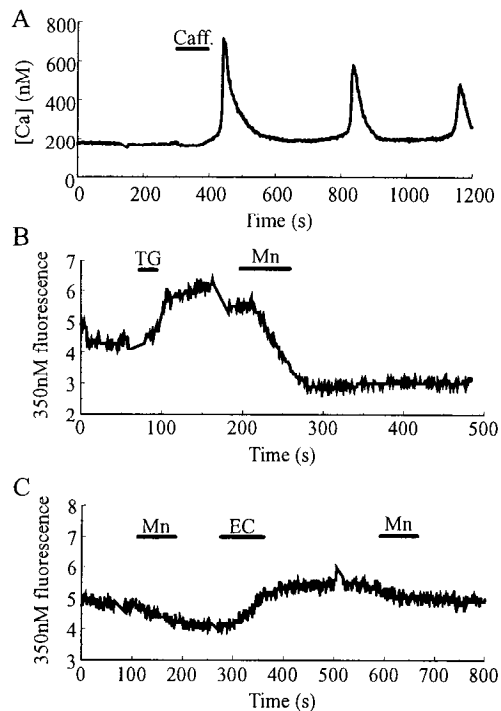 A
Caff.
[Ca] (nM)
800
600
400
200
0
0 200 400 600 800 1000 1200
Time (s)
B
TG Mn
350nM fluorescence
7
6
5
4
3
2
0 100 200 300 400 500
Time (s)
C
Mn EC Mn
350nM fluorescence
8
7
6
5
4
3
0 100 200 300 400 500 600 700 800
Time (s)